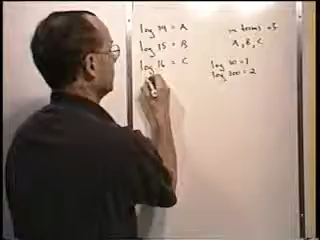 log 14 = A
log 15 = B
log 16 = C
in terms of
A, B, C
log 10 = 1
log 100 = 2